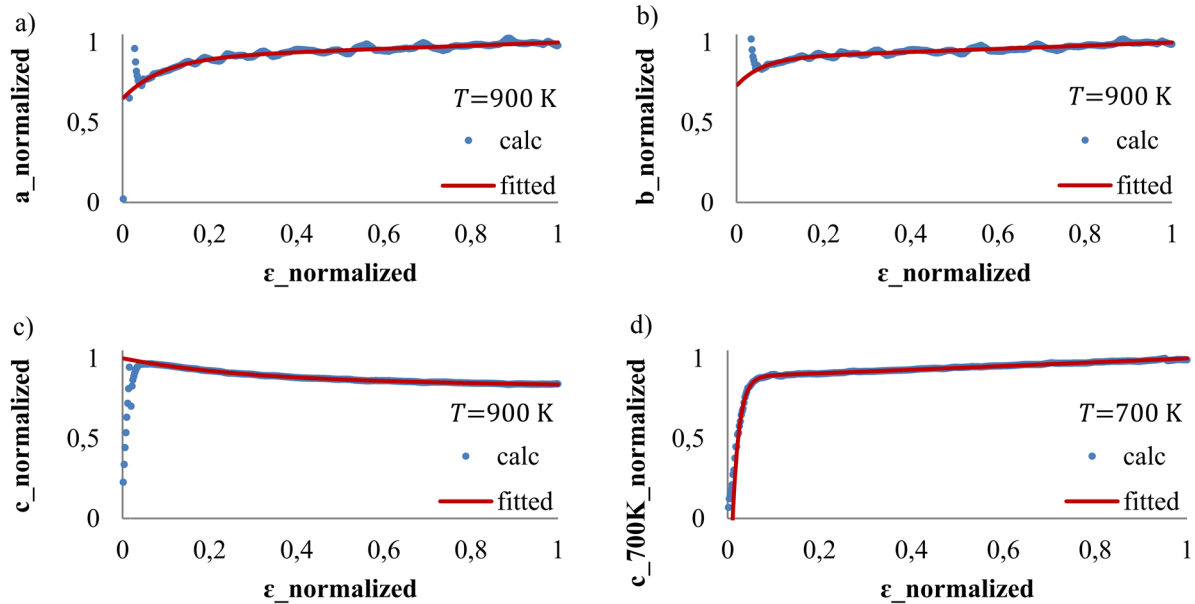 a)
a_normalized
1
0,5
0
T=900 K
calc
fitted
0
0,2
0,4
0,6
0,8
1
ε_normalized
b)
b_normalized
1
0,5
0
T=900 K
calc
fitted
0
0,2
0,4
0,6
0,8
1
ε_normalized
c)
c_normalized
1
0,5
0
T=900 K
calc
fitted
0
0,2
0,4
0,6
0,8
1
ε_normalized
d)
c_700K_normalized
1
0,5
0
T=700 K
calc
fitted
0
0,2
0,4
0,6
0,8
1
ε_normalized